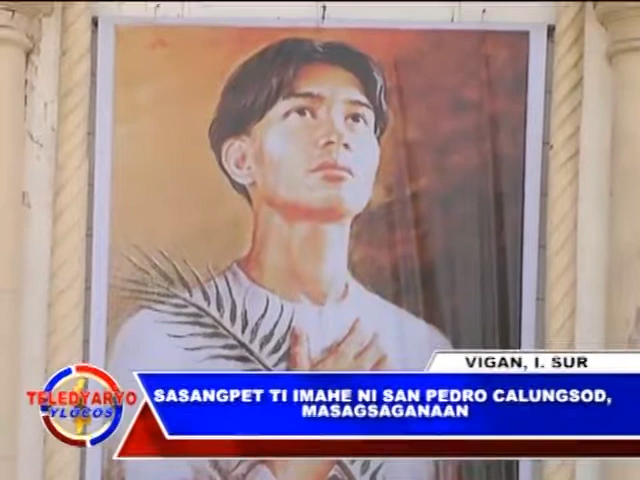 VIGAN, I. SUR
TELEDYARYO
YLOCOS
SASANGPET TI IMAHE NI SAN PEDRO CALUNGSOD,
MASAGSAGANAAN